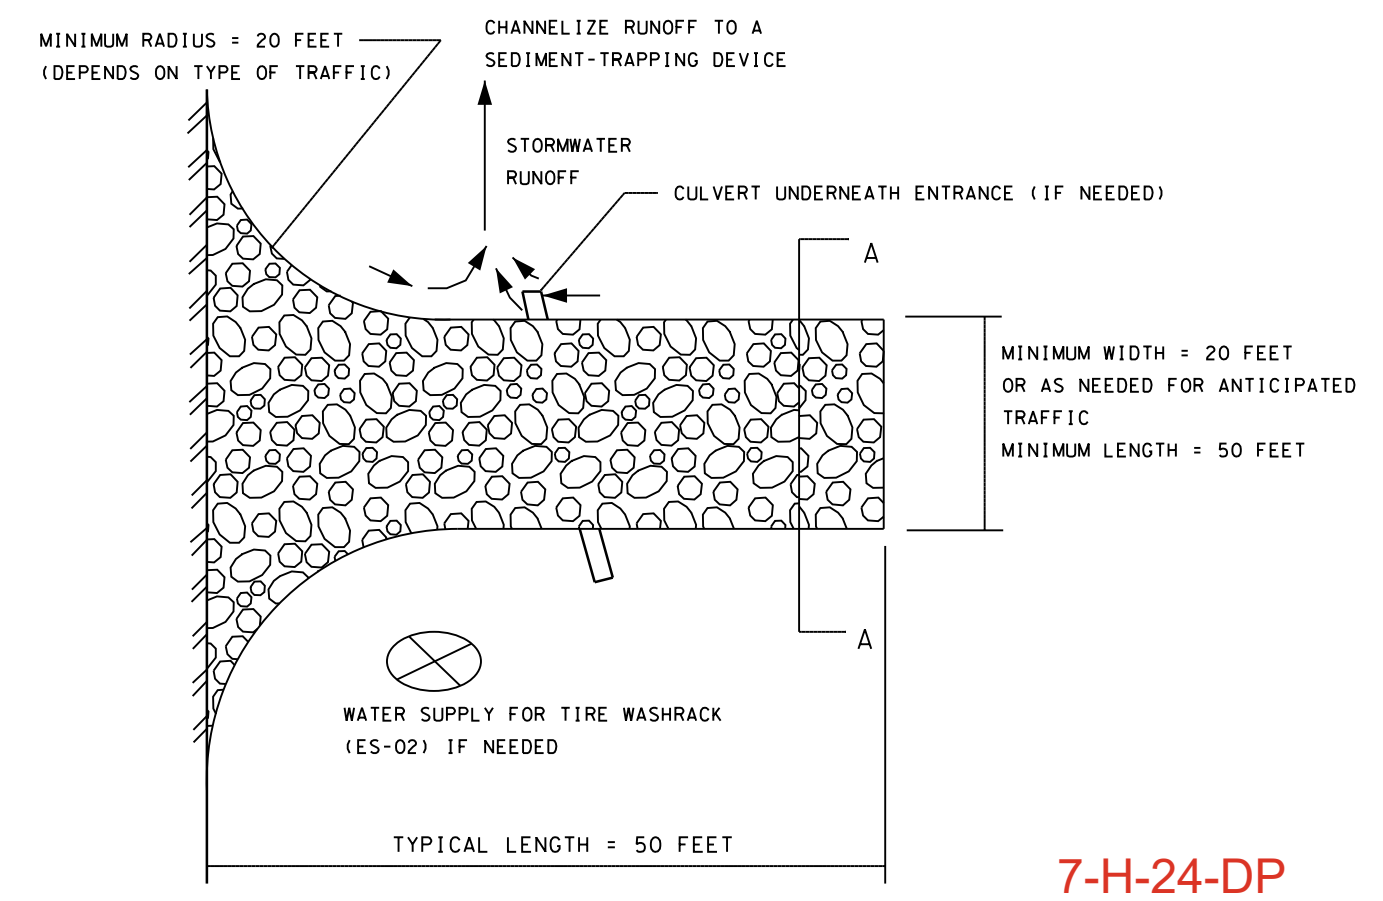 MINIMUM RADIUS = 20 FEET
(DEPENDS ON TYPE OF TRAFFIC)
CHANNELIZE RUNOFF TO A
SEDIMENT-TRAPPING DEVICE
STORMWATER
RUNOFF
CULVERT UNDERNEATH ENTRANCE (IF NEEDED)
A
MINIMUM WIDTH = 20 FEET
OR AS NEEDED FOR ANTICIPATED
TRAFFIC
MINIMUM LENGTH = 50 FEET
A
WATER SUPPLY FOR TIRE WASHRACK
(ES-02) IF NEEDED
TYPICAL LENGTH = 50 FEET
7-H-24-DP